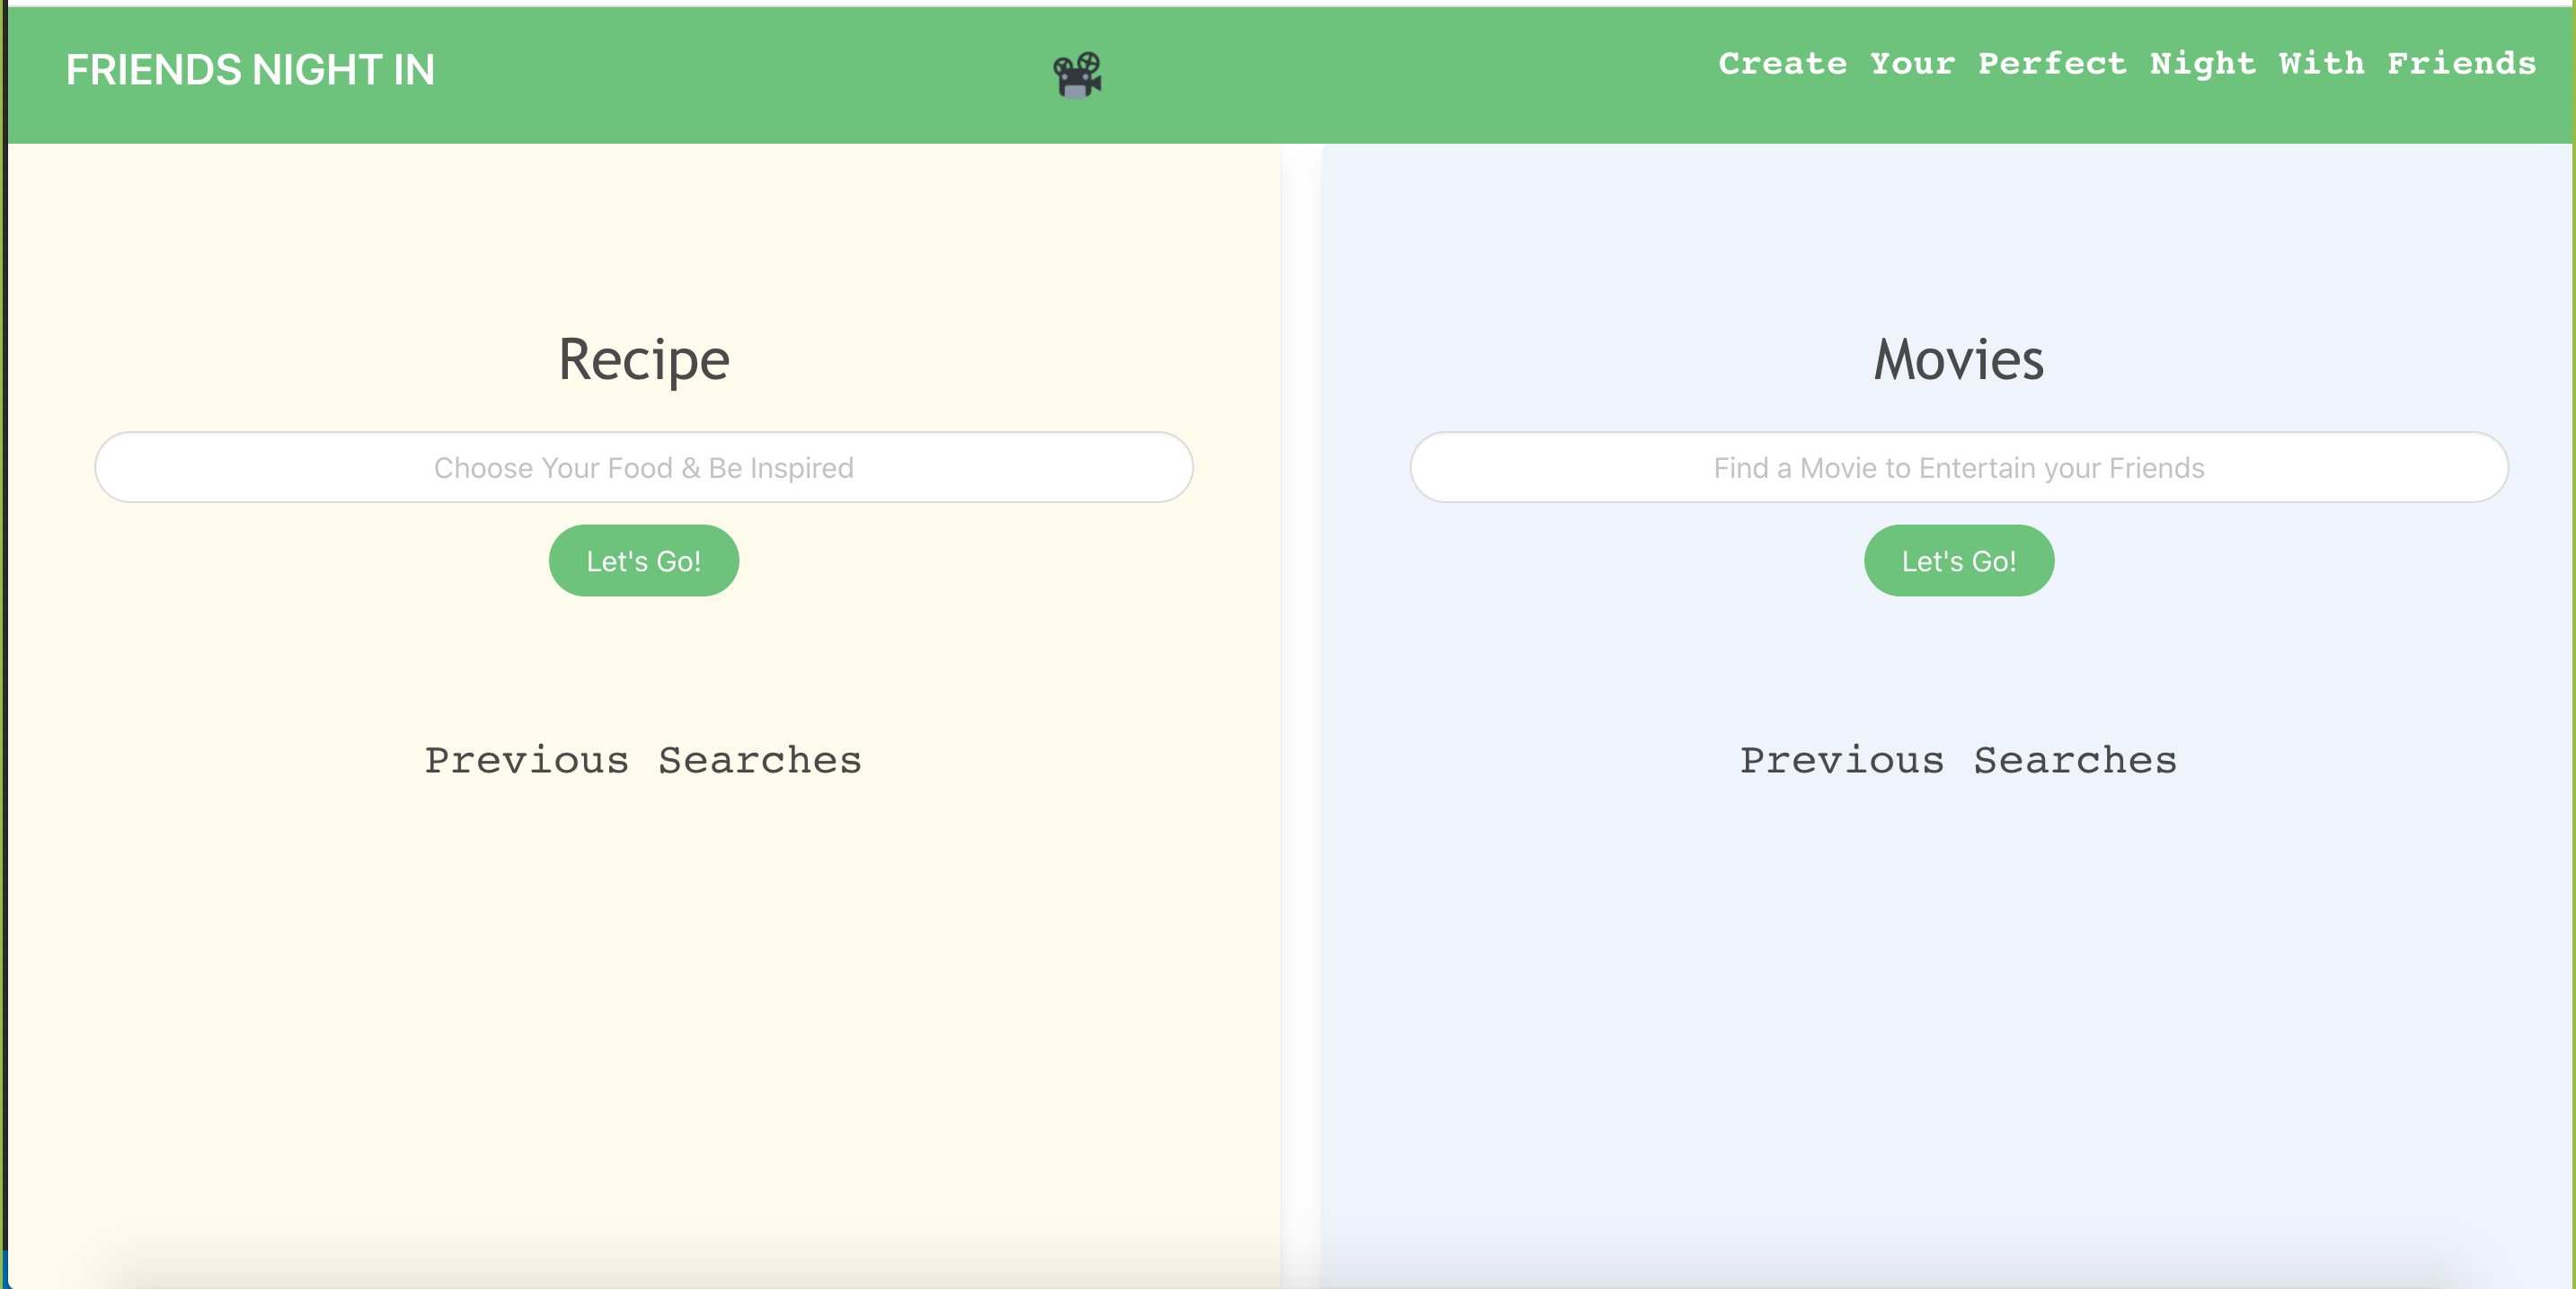 FRIENDS NIGHT IN
Create Your Perfect Night With Friends
Recipe
Choose Your Food & Be Inspired
Let's Go!
Previous Searches
Movies
Find a Movie to Entertain your Friends
Let's Go!
Previous Searches